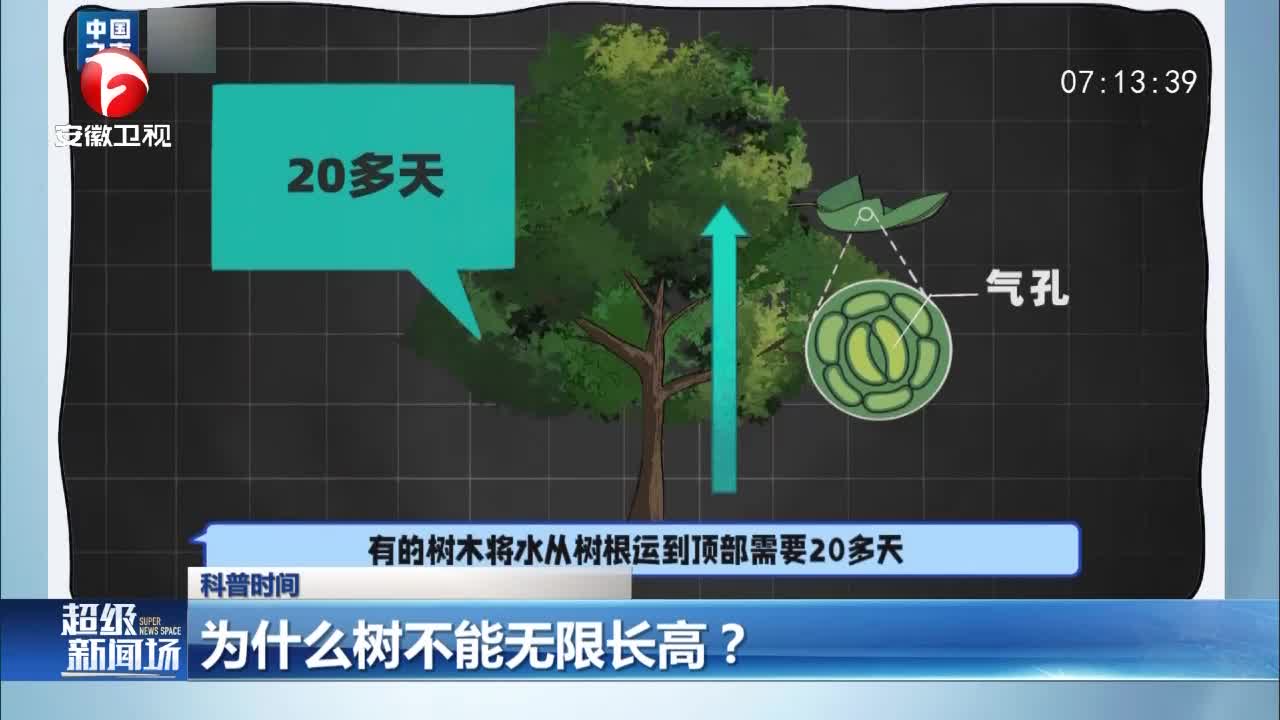 中国
安徽卫视
07:13:39
20多天
气孔
有的树木将水从树根运到顶部需要20多天
科普时间
超级
新闻场
SUPER
NEWS SPACE
为什么树不能无限长高？